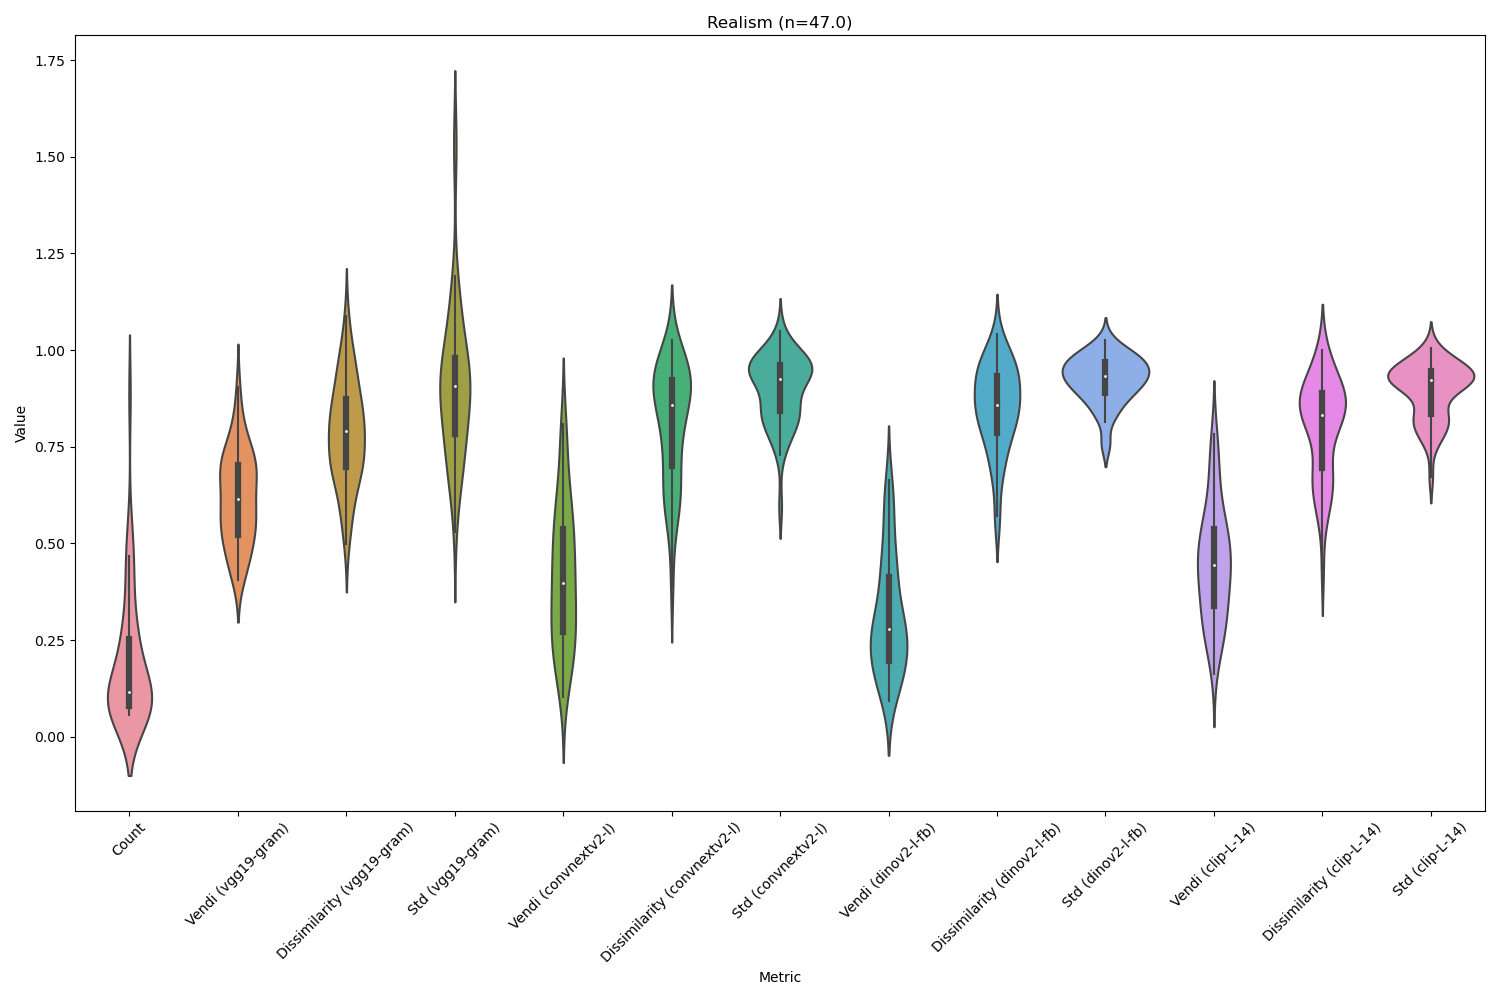 Realism (n=47.0)
1.75
1.50
1.25
1.00
0.75
0.50
0.25
0.00
Value
Count
Vendi (vgg19-gram)
Dissimilarity (vgg19-gram)
Std (vgg19-gram)
Vendi (convnextv2-l)
Dissimilarity (convnextv2-l)
Std (convnextv2-l)
Vendi (dinov2-l-fb)
Dissimilarity (dinov2-l-fb)
Std (dinov2-l-fb)
Vendi (clip-L-14)
Dissimilarity (clip-L-14)
Std (clip-L-14)
Metric